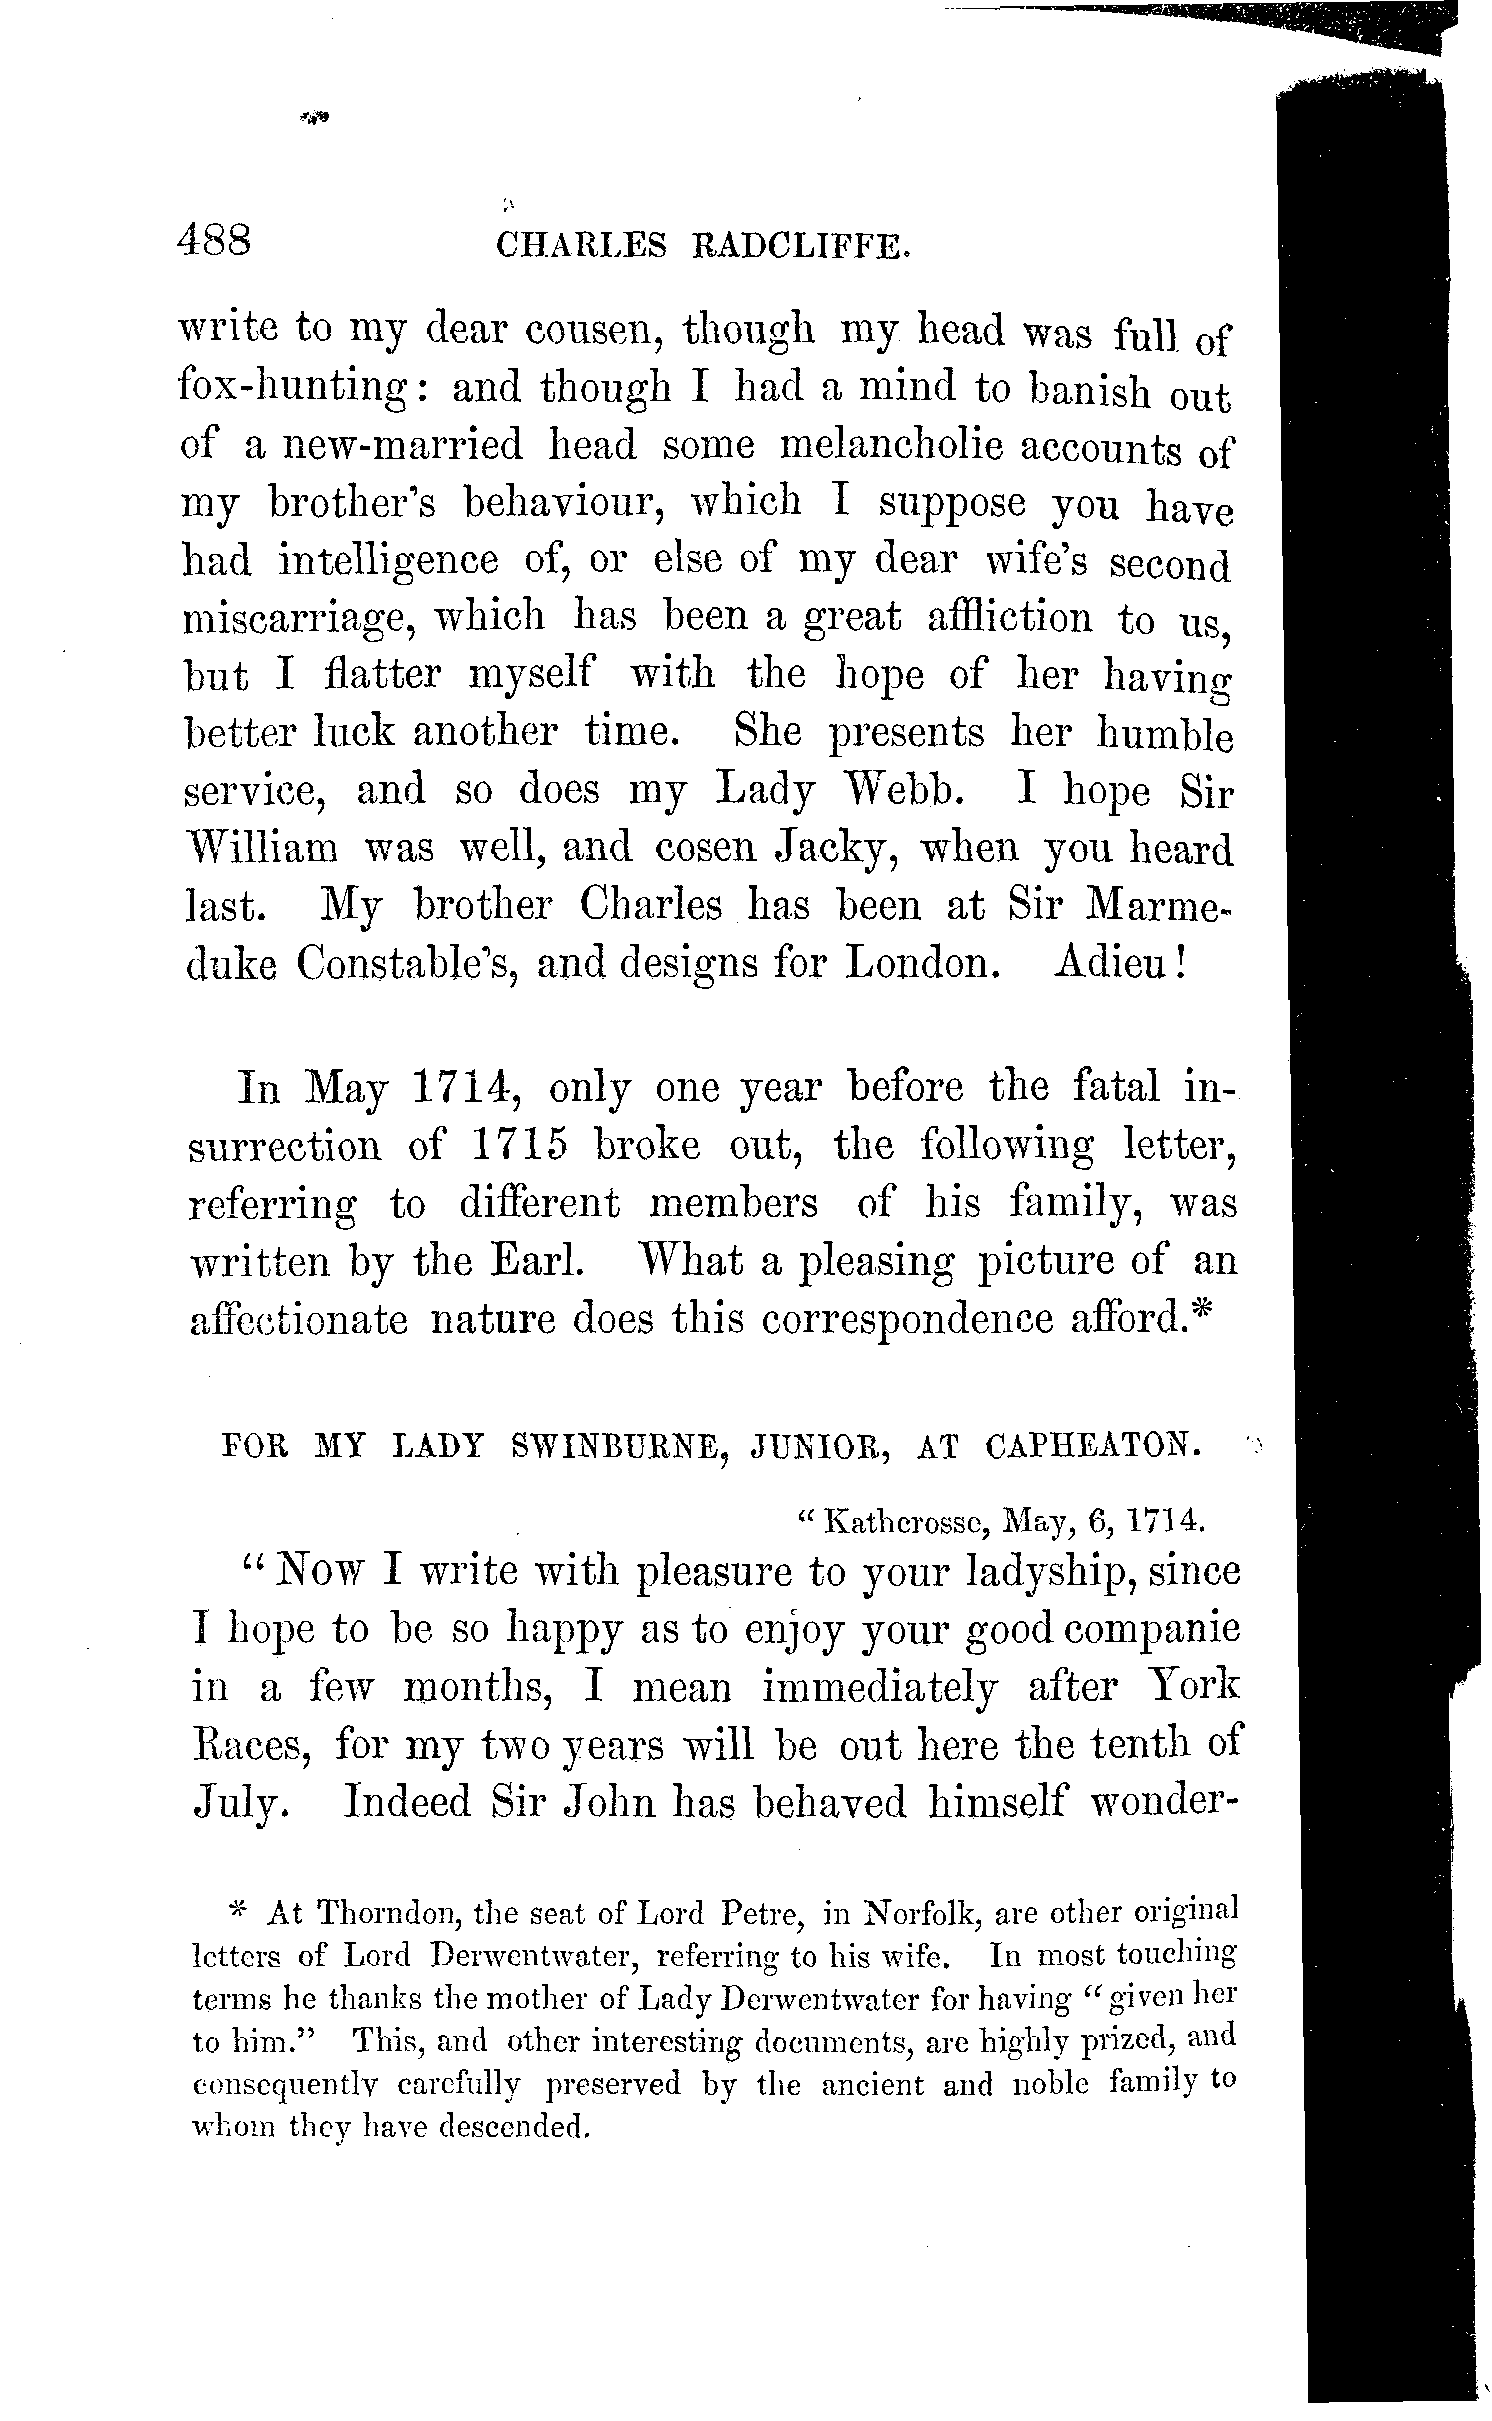 488 CHARLES RADCLIFFE.
write to my dear cousen, though my head was full of
fox-hunting: and though I had a mind to banish out
of a new-married head some melancholie accounts of
my brother's behaviour, which I suppose you have
had intelligence of, or else of my dear wife's second
miscarriage, which has been a great affliction to us,
but I flatter myself with the hope of her having
better luck another time. She presents her humble
service, and so does my Lady Webb. I hope Sir
William was well, and cosen Jacky, when you heard
last. My brother Charles has been at Sir Marme-
duke Constable's, and designs for London. Adieu!
In May 1714, only one year before the fatal in-
surrection of 1715 broke out, the following letter,
referring to different members of his family, was
written by the Earl. What a pleasing picture of an
affectionate nature does this correspondence afford.*
FOR MY LADY SWINBURNE, JUNIOR, AT CAPHEATON.
"Kathcrosse, May, 6, 1714.
"Now I write with pleasure to your ladyship, since
I hope to be so happy as to enjoy your good companie
in a few months, I mean immediately after York
Races, for my two years will be out here the tenth of
July. Indeed Sir John has behaved himself wonder-
* At Thorndon, the seat of Lord Petre, in Norfolk, are other original
letters of Lord Derwentwater, referring to his wife. In most touching
terms he thanks the mother of Lady Derwentwater for having "given her
to him." This, and other interesting documents, are highly prized, and
consequently carefully preserved by the ancient and noble family to
whom they have descended.